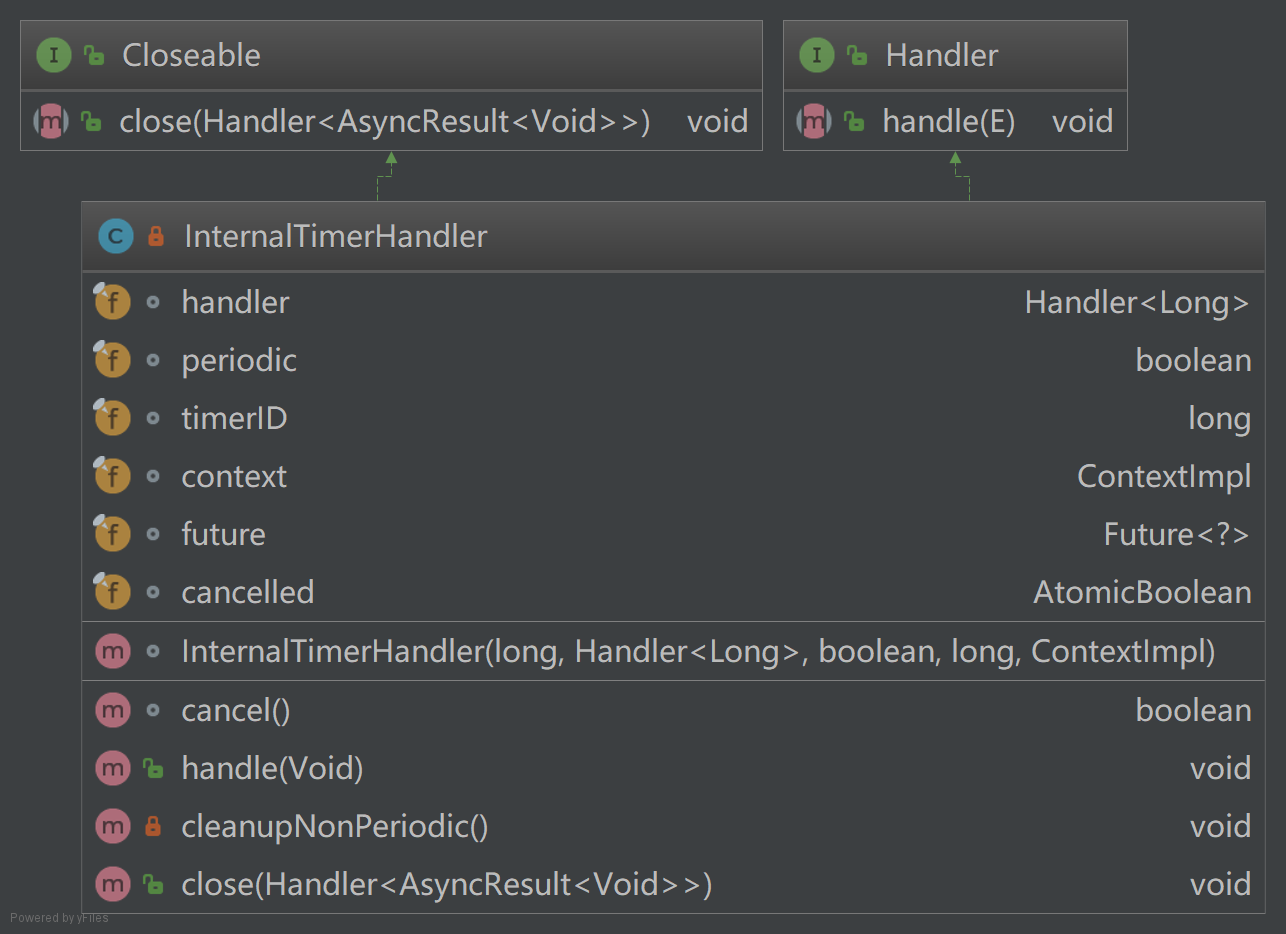 I Closeable
m close(Handler<AsyncResult<Void>>) void
I Handler
m handle(E) void
C InternalTimerHandler
f handler Handler<Long>
f periodic boolean
f timerID long
f context ContextImpl
f future Future<?>
f cancelled AtomicBoolean
m InternalTimerHandler(long, Handler<Long>, boolean, long, ContextImpl)
m cancel() boolean
m handle(Void) void
m cleanupNonPeriodic() void
m close(Handler<AsyncResult<Void>>) void
Powered by yFiles